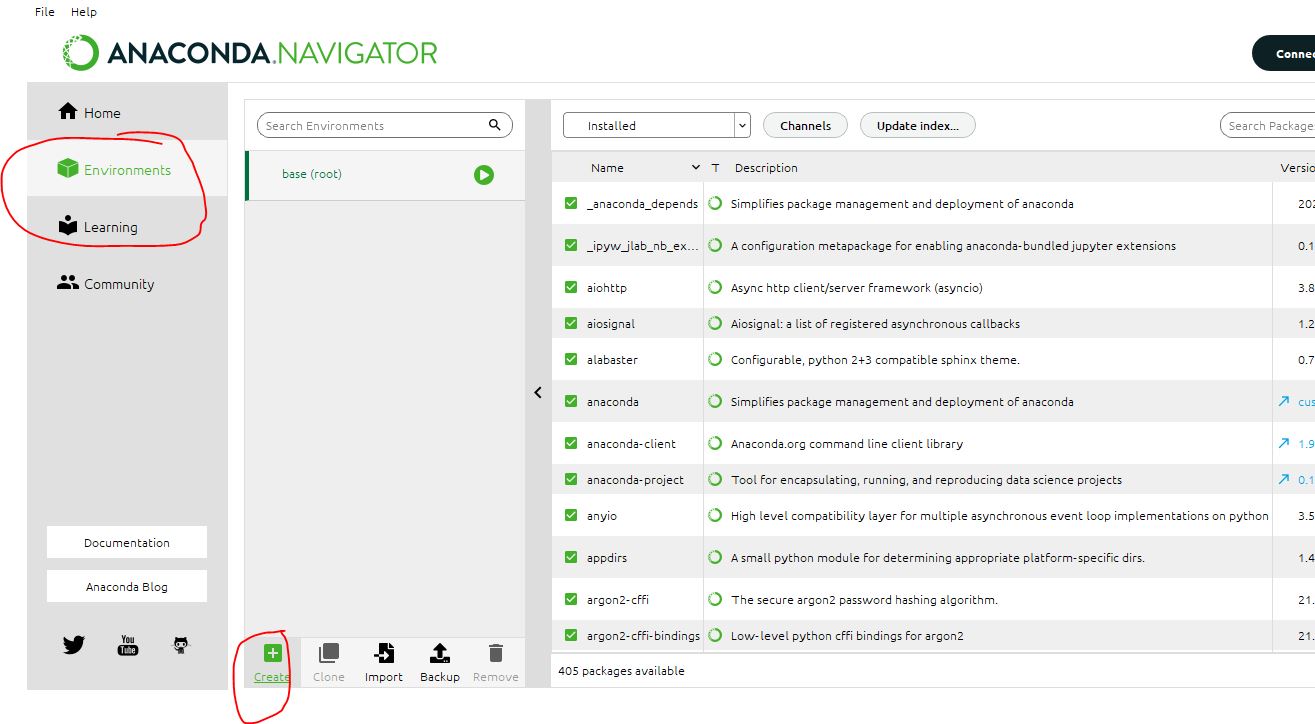 File Help
ANACONDA.NAVIGATOR
Connec
Home
Environments
Learning
Community
Documentation
Anaconda Blog
You Tube
Search Environments
base (root)
Create Clone Import Backup Remove
Installed Channels Update index... Search Packages
Name T Description Versio
_anaconda_depends Simplifies package management and deployment of anaconda 202
_ipyw_jlab_nb_ex... A configuration metapackage for enabling anaconda-bundled jupyter extensions 0.1
aiohttp Async http client/server framework (asyncio) 3.8
aiosignal Aiosignal: a list of registered asynchronous callbacks 1.2
alabaster Configurable, python 2+3 compatible sphinx theme. 0.7
anaconda Simplifies package management and deployment of anaconda cus
anaconda-client Anaconda.org command line client library 1.9
anaconda-project Tool for encapsulating, running, and reproducing data science projects 0.1
anyio High level compatibility layer for multiple asynchronous event loop implementations on python 3.5
appdirs A small python module for determining appropriate platform-specific dirs. 1.4
argon2-cffi The secure argon2 password hashing algorithm. 21.
argon2-cffi-bindings Low-level python cffi bindings for argon2 21.
405 packages available